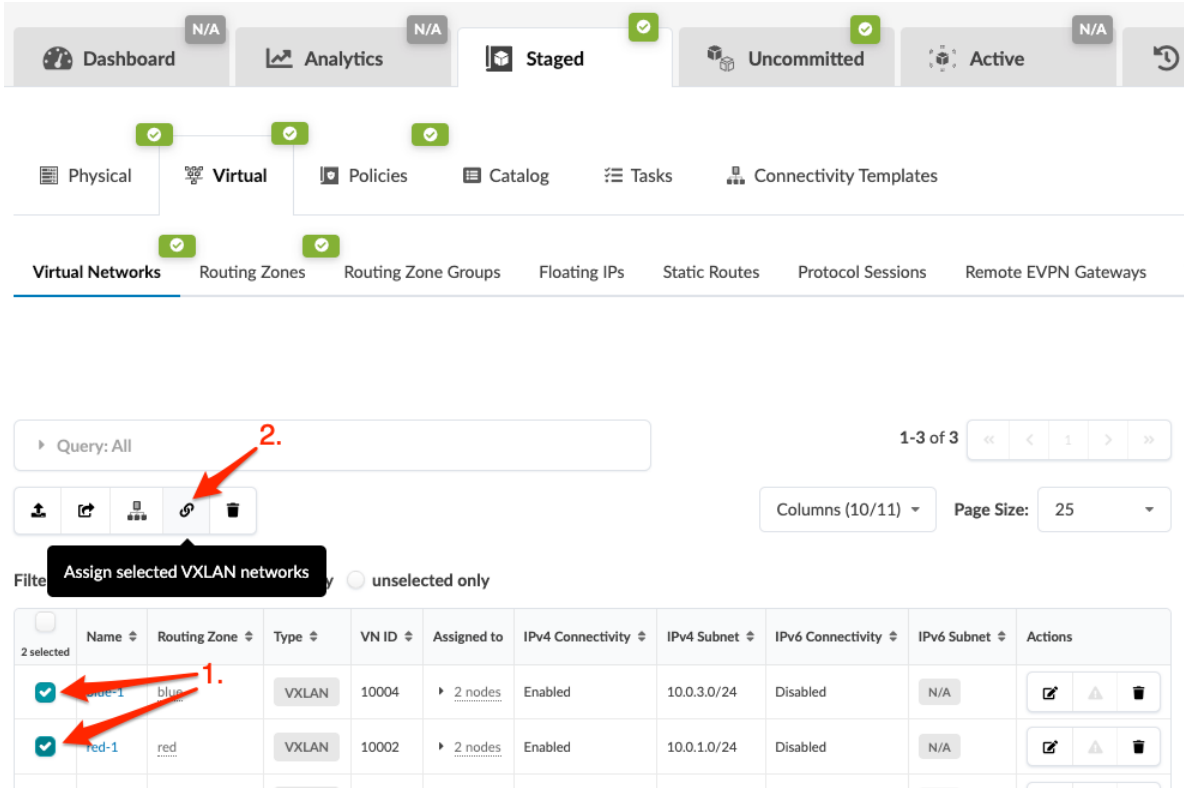 N/A N/A N/A
Dashboard Analytics Staged Uncommitted Active
Physical Virtual Policies Catalog Tasks Connectivity Templates
Virtual Networks Routing Zones Routing Zone Groups Floating IPs Static Routes Protocol Sessions Remote EVPN Gateways
2.
Query: All 1-3 of 3 1
Columns (10/11) Page Size: 25
Assign selected VXLAN networks
unselected only
2 selected Name Routing Zone Type VN ID Assigned to IPv4 Connectivity IPv4 Subnet IPv6 Connectivity IPv6 Subnet Actions
1.
blue-1 blue VXLAN 10004 2 nodes Enabled 10.0.3.0/24 Disabled N/A
red-1 red VXLAN 10002 2 nodes Enabled 10.0.1.0/24 Disabled N/A